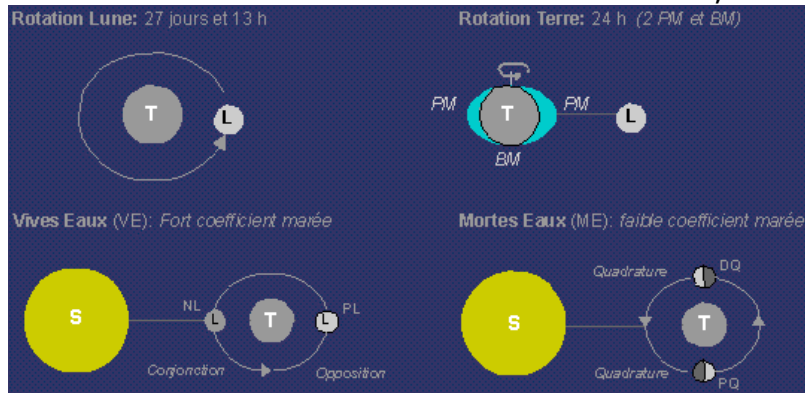 Rotation Lune: 27 jours et 13 h
Rotation Terre: 24 h (2 PM et BM)
T
L
PM
T
PM
L
BM
Vives Eaux (VE): Fort coefficient marée
Mortes Eaux (ME): faible coefficient marée
S
NL
L
T
L
PL
Conjonction
Opposition
S
Quadrature
DQ
T
Quadrature
PQ